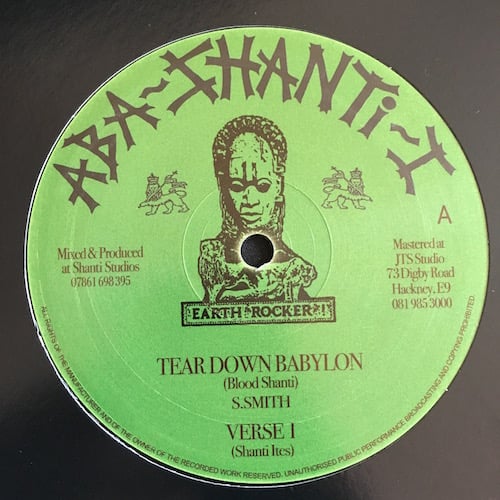 ABA~SHANTi~I
A
Mixed & Produced
at Shanti Studios
07861 698 395
Mastered at
JTS Studio
73 Digby Road
Hackney, E9
081 985 3000
EARTH ROCKER!
TEAR DOWN BABYLON
(Blood Shanti)
S.SMITH
VERSE 1
(Shanti Ites)
ALL RIGHTS OF THE MANUFACTURER AND OF THE OWNER OF THE RECORDED WORK RESERVED. UNAUTHORISED PUBLIC PERFORMANCE BROADCASTING AND COPYING PROHIBITED.